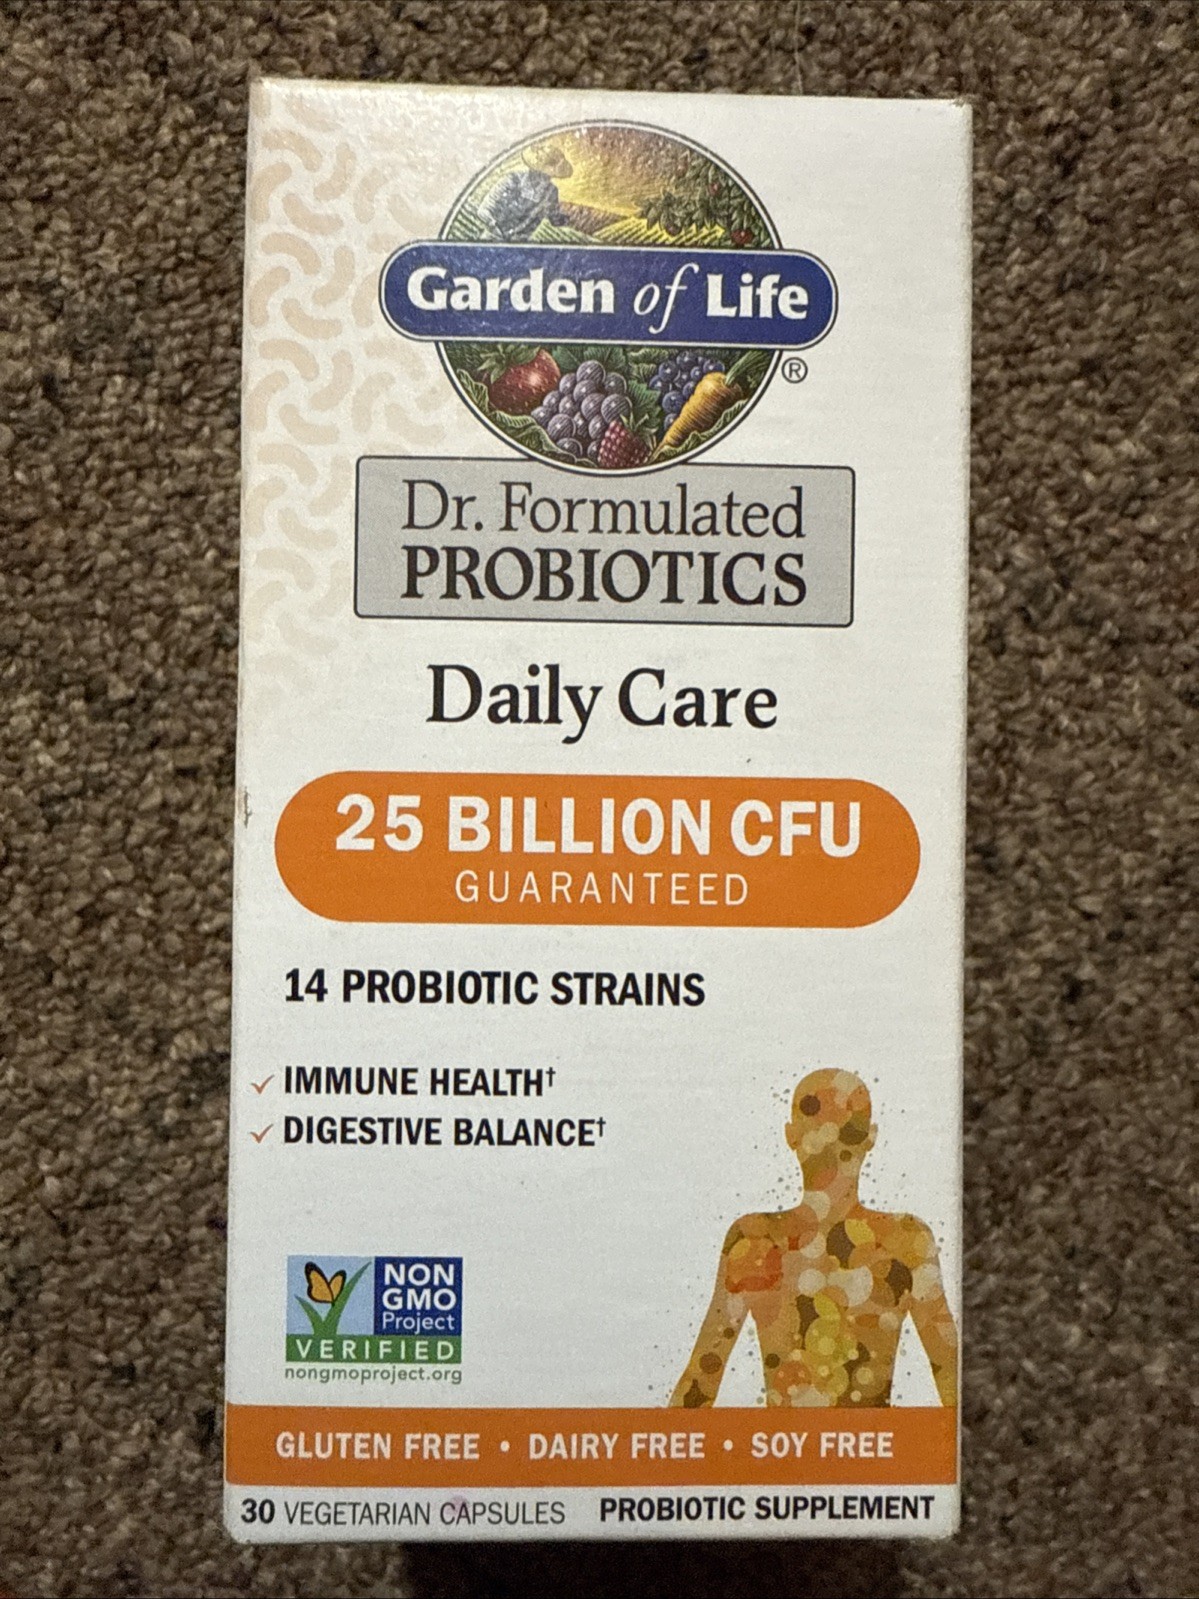 Garden of Life
®
Dr. Formulated
PROBIOTICS
Daily Care
25 BILLION CFU
GUARANTEED
14 PROBIOTIC STRAINS
✓ IMMUNE HEALTH†
✓ DIGESTIVE BALANCE†
NON
GMO
Project
VERIFIED
nongmoproject.org
GLUTEN FREE • DAIRY FREE • SOY FREE
30 VEGETARIAN CAPSULES PROBIOTIC SUPPLEMENT